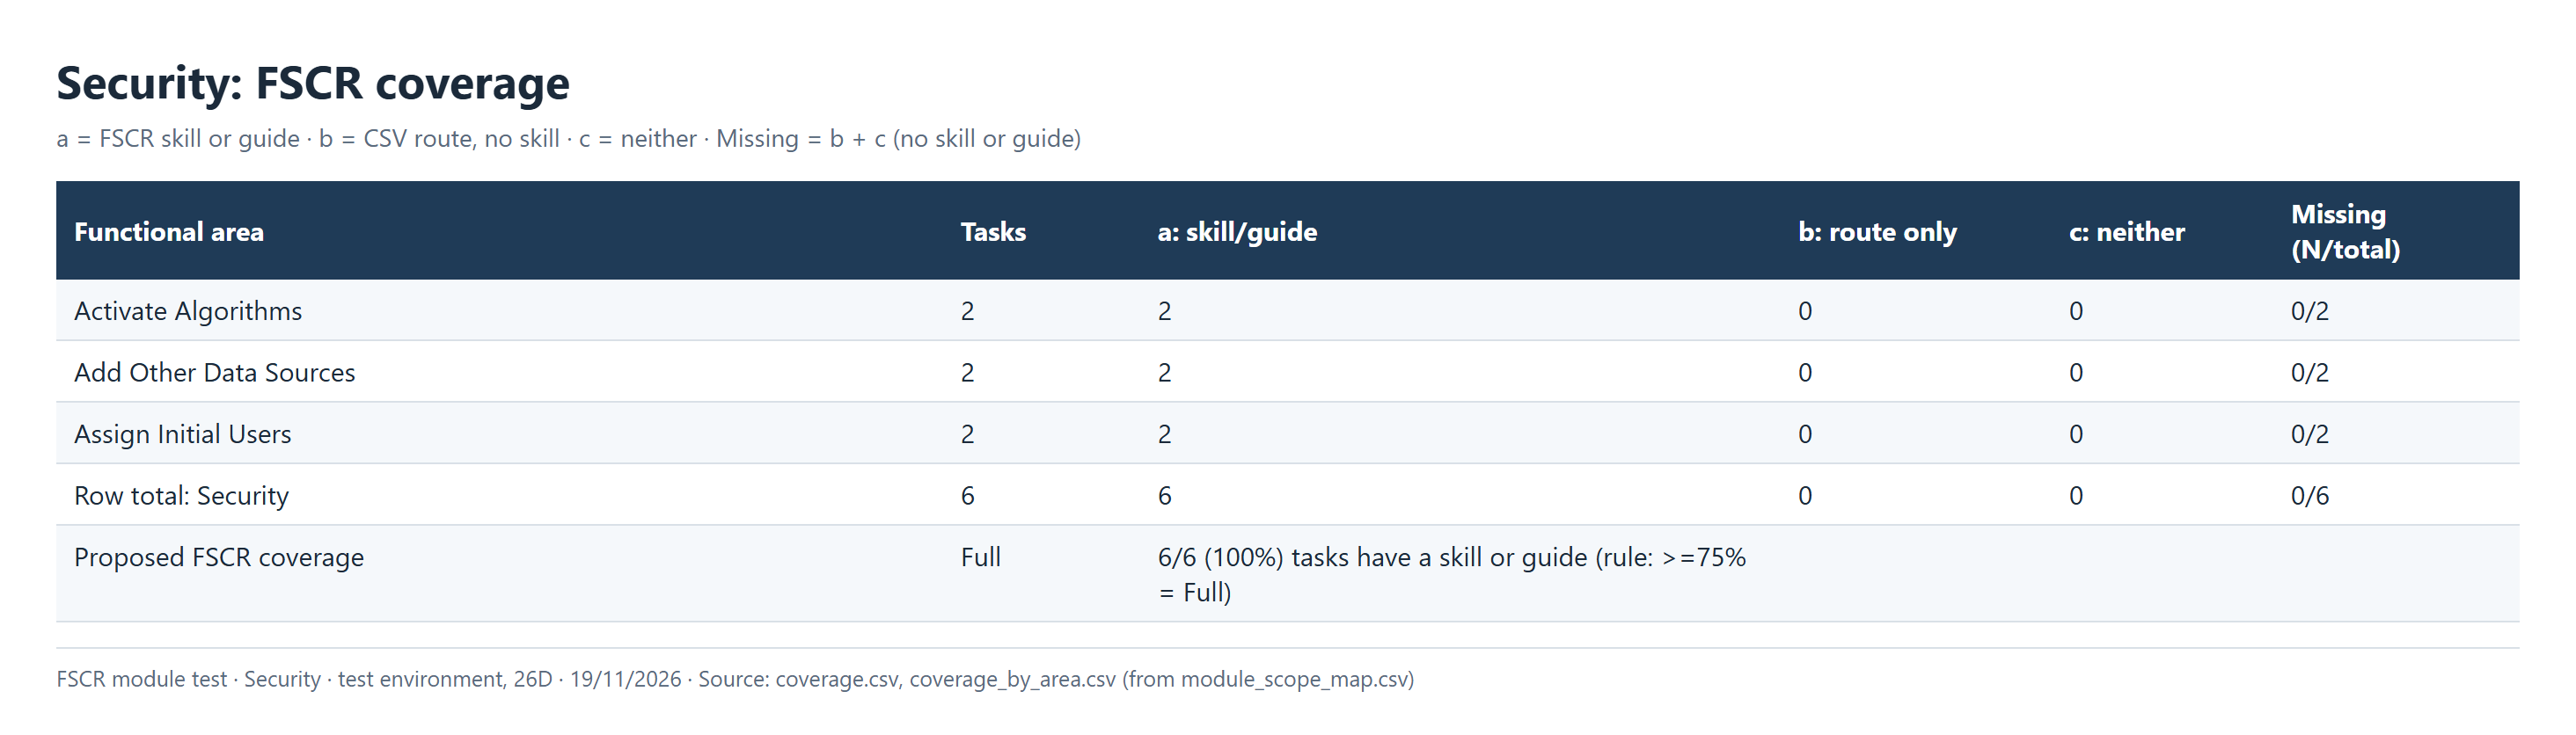 Security: FSCR coverage
a = FSCR skill or guide · b = CSV route, no skill · c = neither · Missing = b + c (no skill or guide)
Functional area Tasks a: skill/guide b: route only c: neither Missing (N/total)
Activate Algorithms 2 2 0 0 0/2
Add Other Data Sources 2 2 0 0 0/2
Assign Initial Users 2 2 0 0 0/2
Row total: Security 6 6 0 0 0/6
Proposed FSCR coverage Full 6/6 (100%) tasks have a skill or guide (rule: >=75%
= Full)
FSCR module test · Security · test environment, 26D · 19/11/2026 · Source: coverage.csv, coverage_by_area.csv (from module_scope_map.csv)